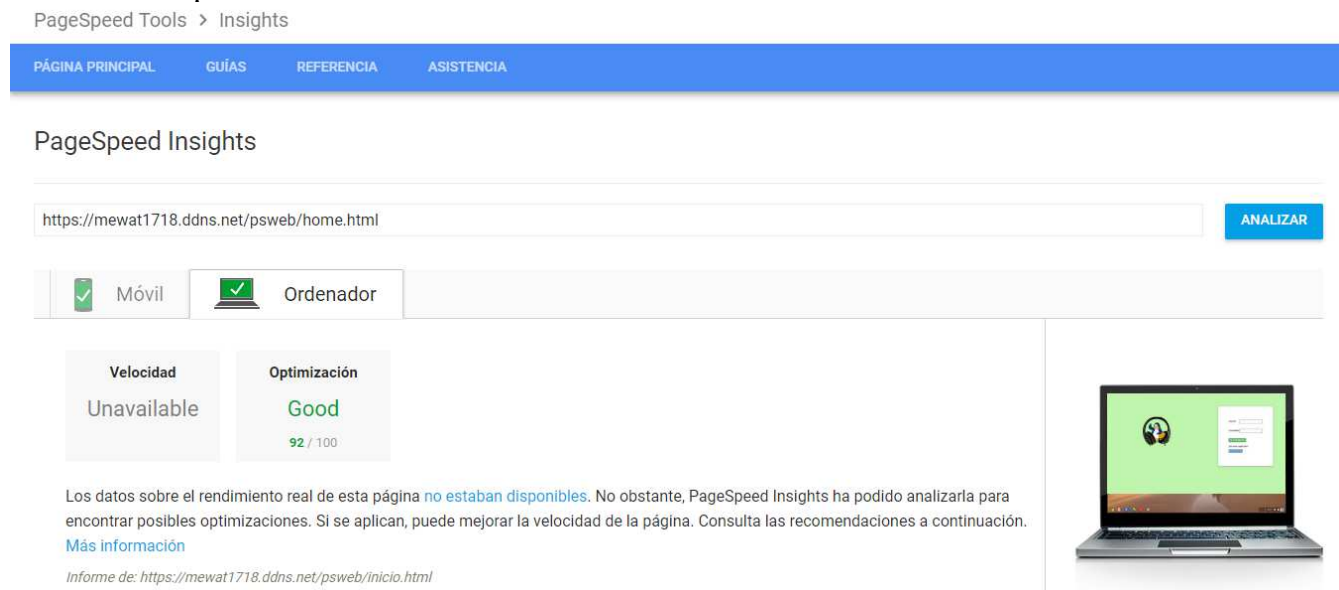 PageSpeed Tools > Insights
PÁGINA PRINCIPAL GUÍAS REFERENCIA ASISTENCIA
PageSpeed Insights
https://mewat1718.ddns.net/psweb/home.html ANALIZAR
Móvil Ordenador
Velocidad Optimización
Unavailable Good
92 / 100
Los datos sobre el rendimiento real de esta página no estaban disponibles. No obstante, PageSpeed Insights ha podido analizarla para
encontrar posibles optimizaciones. Si se aplican, puede mejorar la velocidad de la página. Consulta las recomendaciones a continuación.
Más información
Informe de: https://mewat1718.ddns.net/psweb/inicio.html